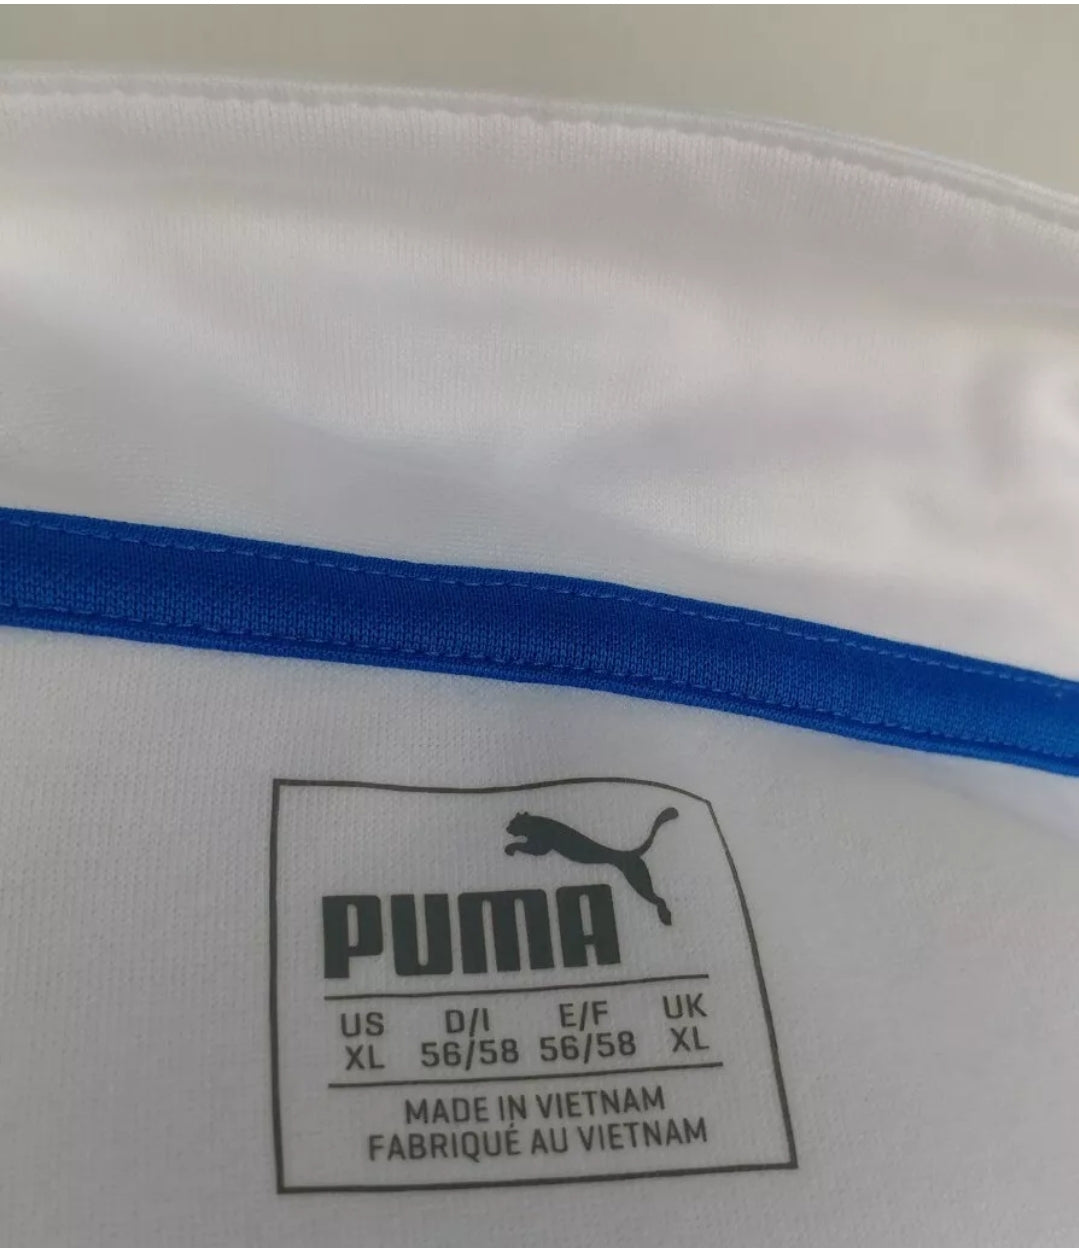 PUMA
US D/I E/F UK
XL 56/58 56/58 XL
MADE IN VIETNAM
FABRIQUÉ AU VIETNAM